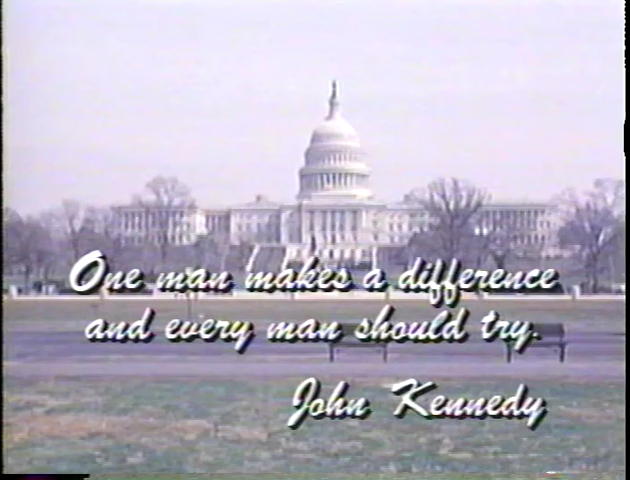 One man makes a difference
and every man should try.
John Kennedy